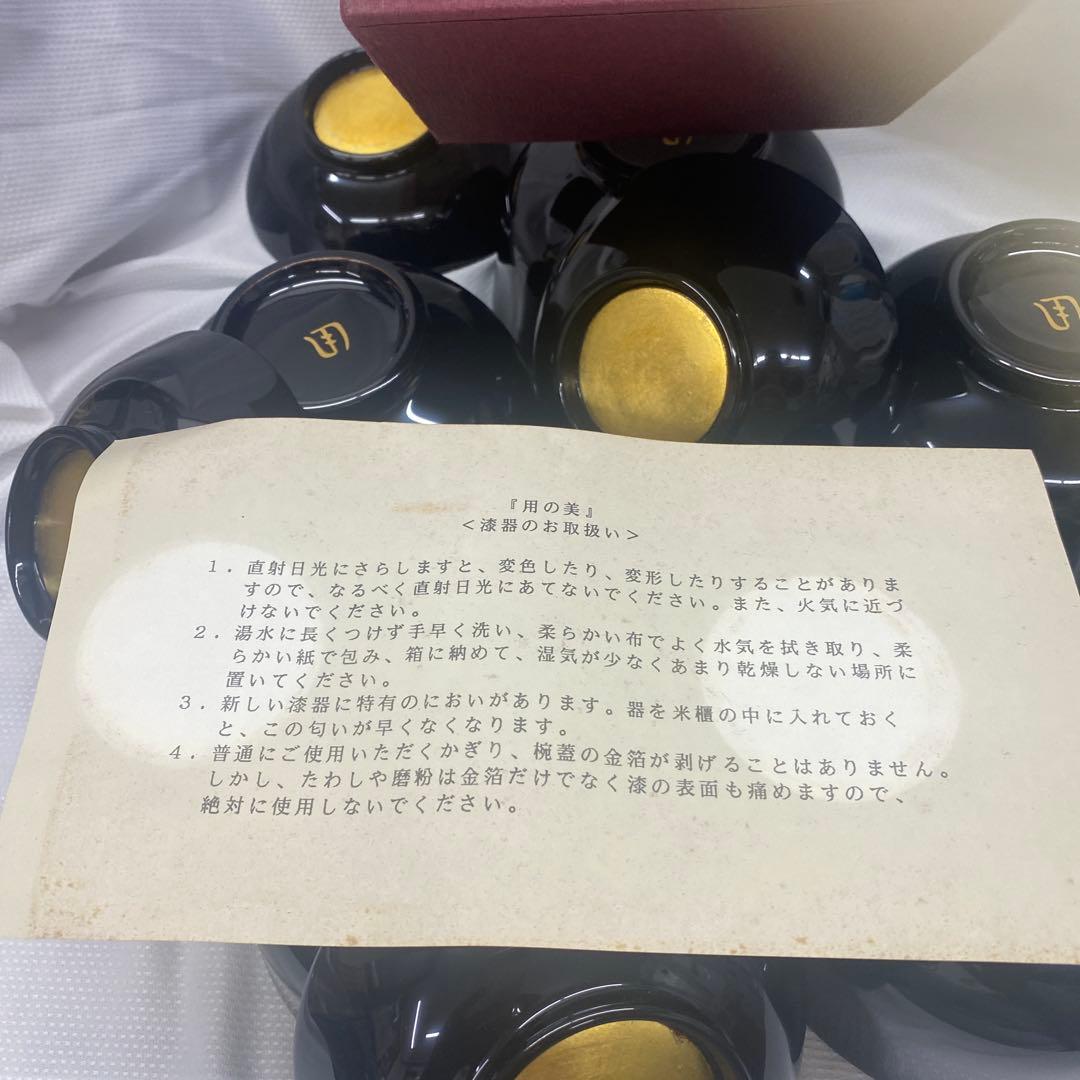 『用の美』
＜漆器のお取扱い＞
1．直射日光にさらしますと、変色したり、変形したりすることがありま
すので、なるべく直射日光にあてないでください。また、火気に近づ
けないでください。
2．湯水に長くつけず手早く洗い、柔らかい布でよく水気を拭き取り、柔
らかい紙で包み、箱に納めて、湿気が少なくあまり乾燥しない場所に
置いてください。
3．新しい漆器に特有のにおいがあります。器を米櫃の中に入れておく
と、この匂いが早くなくなります。
4．普通にご使用いただくかぎり、椀蓋の金箔が剥げることはありません。
しかし、たわしや磨粉は金箔だけでなく漆の表面も痛めますので、
絶対に使用しないでください。